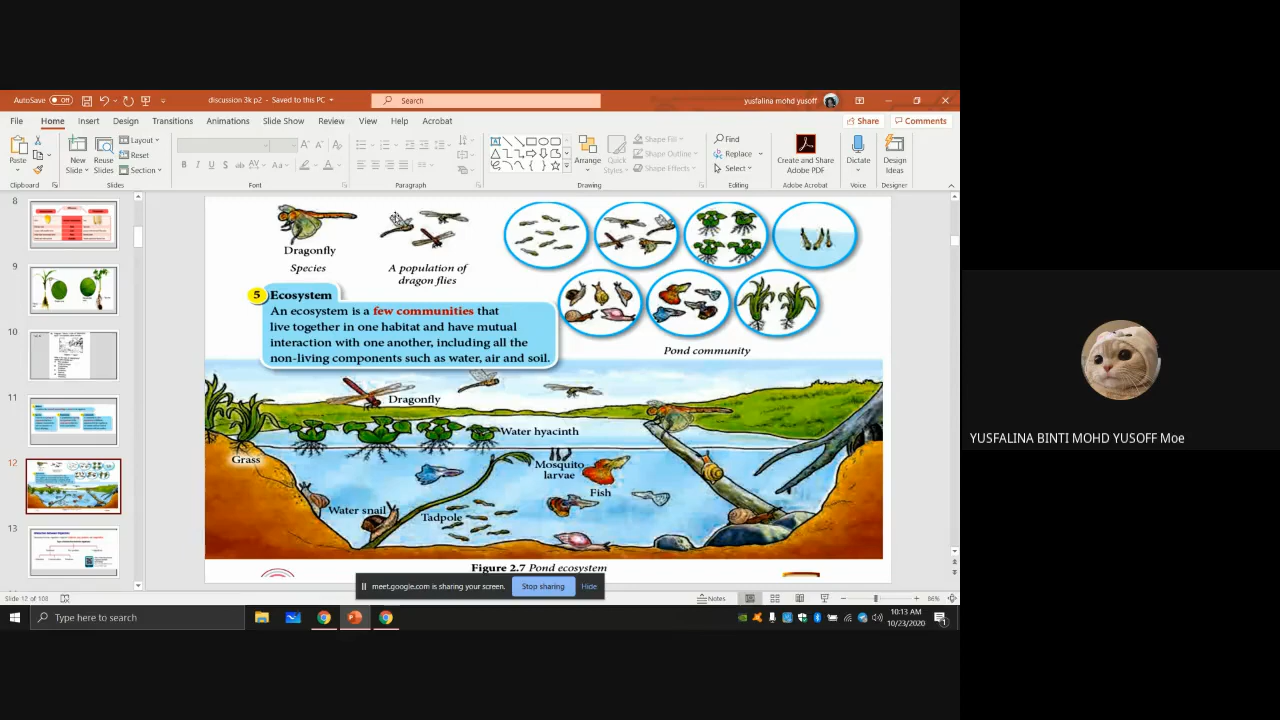 AutoSave Off discussion 3k p2 - Saved to this PC Search yusfalina mohd yusoff
File Home Insert Design Transitions Animations Slide Show Review View Help Acrobat Share Comments
Paste
New Slide
Reuse Slides
Layout
Reset
Section
B I U S ab AV Aa A
Arrange
Quick Styles
Shape Fill
Shape Outline
Shape Effects
Find
Replace
Select
Create and Share Adobe PDF
Dictate
Design Ideas
Clipboard Slides Font Paragraph Drawing Editing Adobe Acrobat Voice Designer
8
9
10
11
12
13
Dragonfly
Species
A population of
dragon flies
5 Ecosystem
An ecosystem is a few communities that
live together in one habitat and have mutual
interaction with one another, including all the
non-living components such as water, air and soil.
Pond community
Dragonfly
Water hyacinth
Grass
Mosquito
larvae
Fish
Water snail
Tadpole
Figure 2.7 Pond ecosystem
meet.google.com is sharing your screen. Stop sharing Hide
Slide 12 of 108 Notes 86%
Type here to search
10:13 AM
10/23/2020
1
YUSFALINA BINTI MOHD YUSOFF Moe